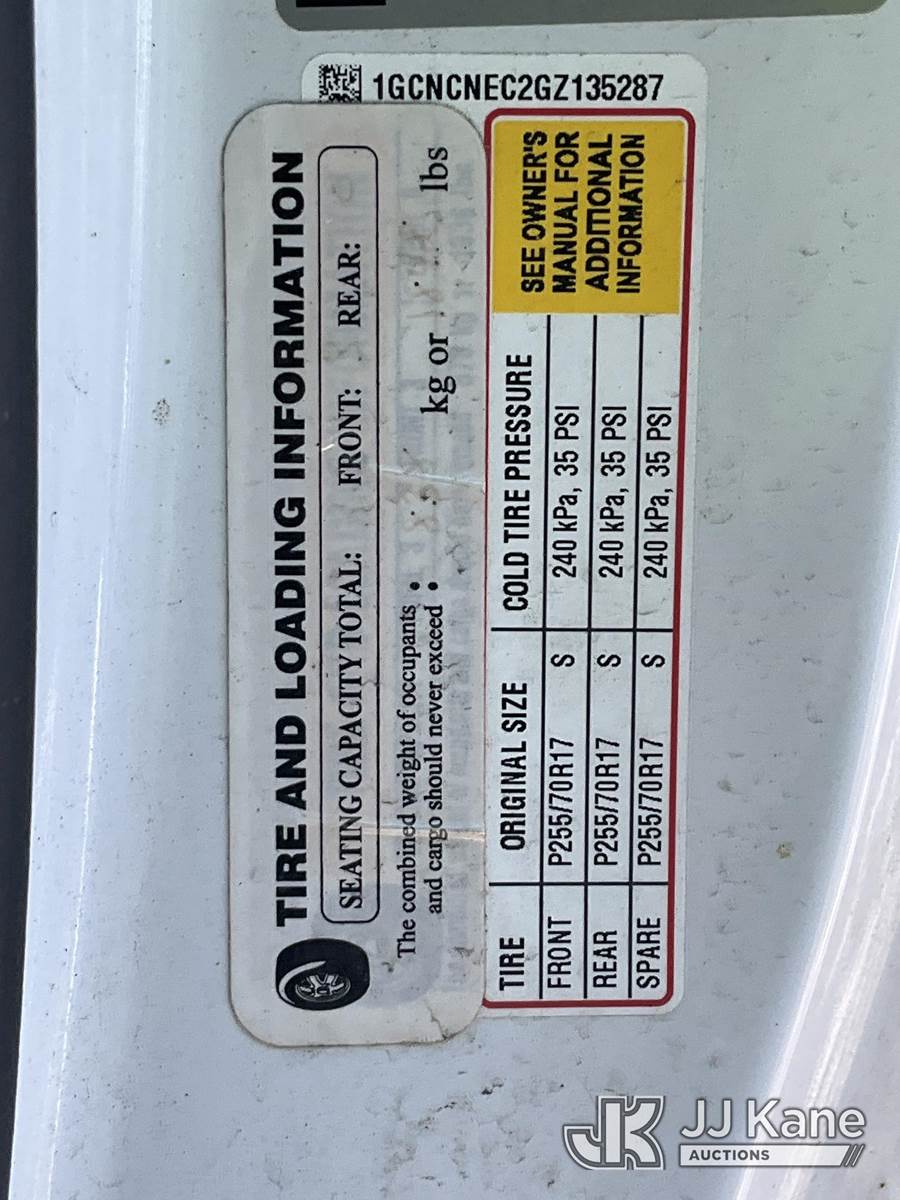 1GCNCNEC2GZ135287
TIRE AND LOADING INFORMATION
SEATING CAPACITY TOTAL: FRONT: REAR:
The combined weight of occupants :
and cargo should never exceed : kg or lbs
TIRE ORIGINAL SIZE COLD TIRE PRESSURE
FRONT P255/70R17 S 240 kPa, 35 PSI
REAR P255/70R17 S 240 kPa, 35 PSI
SPARE P255/70R17 S 240 kPa, 35 PSI
SEE OWNER'S
MANUAL FOR
ADDITIONAL
INFORMATION
JK JJ Kane
AUCTIONS